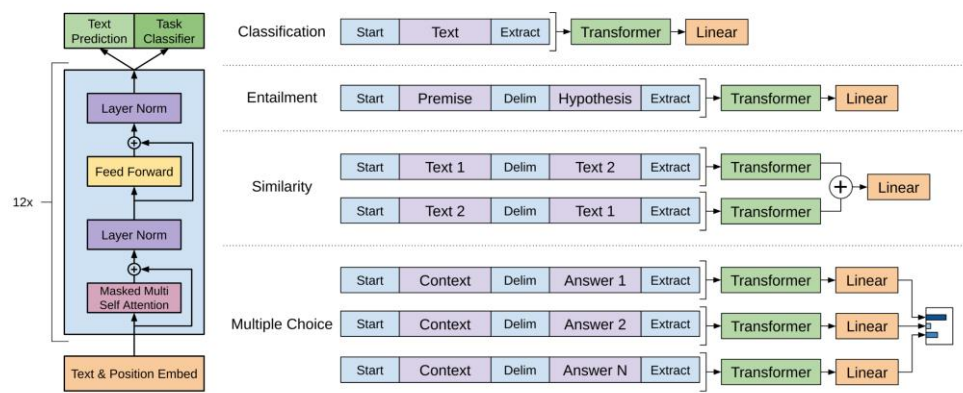 Text Prediction
Task Classifier
Layer Norm
Feed Forward
12x
Layer Norm
Masked Multi
Self Attention
Text & Position Embed
Classification
Start Text Extract Transformer Linear
Entailment
Start Premise Delim Hypothesis Extract Transformer Linear
Similarity
Start Text 1 Delim Text 2 Extract Transformer
+ Linear
Start Text 2 Delim Text 1 Extract Transformer
Multiple Choice
Start Context Delim Answer 1 Extract Transformer Linear
Start Context Delim Answer 2 Extract Transformer Linear
Start Context Delim Answer N Extract Transformer Linear